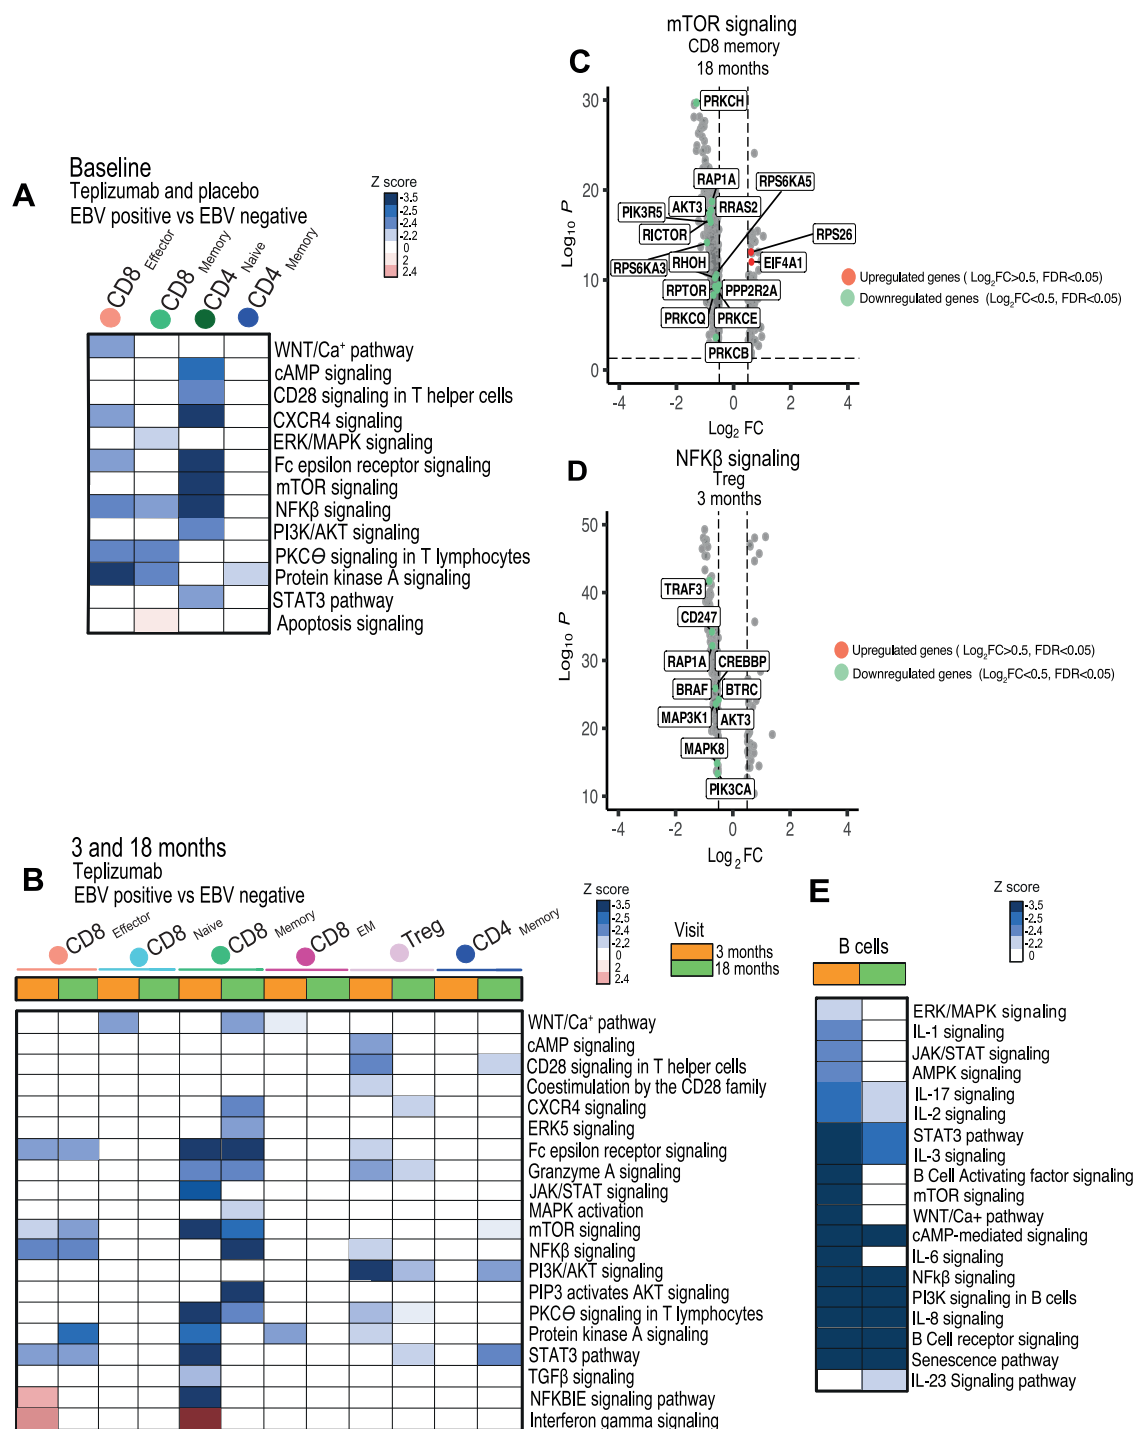 A
Baseline
Teplizumab and placebo
EBV positive vs EBV negative
Z score
-3.5
-2.5
-2.4
-2.2
0
2
2.4
CD8 Effector
CD8 Memory
CD4 Naive
CD4 Memory
WNT/Ca+ pathway
cAMP signaling
CD28 signaling in T helper cells
CXCR4 signaling
ERK/MAPK signaling
Fc epsilon receptor signaling
mTOR signaling
NFKβ signaling
PI3K/AKT signaling
PKCΘ signaling in T lymphocytes
Protein kinase A signaling
STAT3 pathway
Apoptosis signaling
C
mTOR signaling
CD8 memory
18 months
Log10 P
30
20
10
0
-4
-2
0
2
4
Log2 FC
PRKCH
RAP1A
RPS6KA5
AKT3
RRAS2
PIK3R5
RICTOR
RPS26
RPS6KA3
RHOH
EIF4A1
RPTOR
PPP2R2A
PRKCQ
PRKCE
PRKCB
Upregulated genes ( Log2FC>0.5, FDR<0.05)
Downregulated genes (Log2FC<0.5, FDR<0.05)
D
NFKβ signaling
Treg
3 months
Log10 P
50
40
30
20
10
-4
-2
0
2
4
Log2 FC
TRAF3
CD247
RAP1A
CREBBP
BRAF
BTRC
MAP3K1
AKT3
MAPK8
PIK3CA
Upregulated genes ( Log2FC>0.5, FDR<0.05)
Downregulated genes (Log2FC<0.5, FDR<0.05)
B
3 and 18 months
Teplizumab
EBV positive vs EBV negative
Z score
-3.5
-2.5
-2.4
-2.2
0
2
2.4
Visit
3 months
18 months
CD8 Effector
CD8 Naive
CD8 Memory
CD8 EM
Treg
CD4 Memory
WNT/Ca+ pathway
cAMP signaling
CD28 signaling in T helper cells
Coestimulation by the CD28 family
CXCR4 signaling
ERK5 signaling
Fc epsilon receptor signaling
Granzyme A signaling
JAK/STAT signaling
MAPK activation
mTOR signaling
NFKβ signaling
PI3K/AKT signaling
PIP3 activates AKT signaling
PKCΘ signaling in T lymphocytes
Protein kinase A signaling
STAT3 pathway
TGFβ signaling
NFKBIE signaling pathway
Interferon gamma signaling
E
Z score
-3.5
-2.5
-2.4
-2.2
0
B cells
ERK/MAPK signaling
IL-1 signaling
JAK/STAT signaling
AMPK signaling
IL-17 signaling
IL-2 signaling
STAT3 pathway
IL-3 signaling
B Cell Activating factor signaling
mTOR signaling
WNT/Ca+ pathway
cAMP-mediated signaling
IL-6 signaling
NFkβ signaling
PI3K signaling in B cells
IL-8 signaling
B Cell receptor signaling
Senescence pathway
IL-23 Signaling pathway